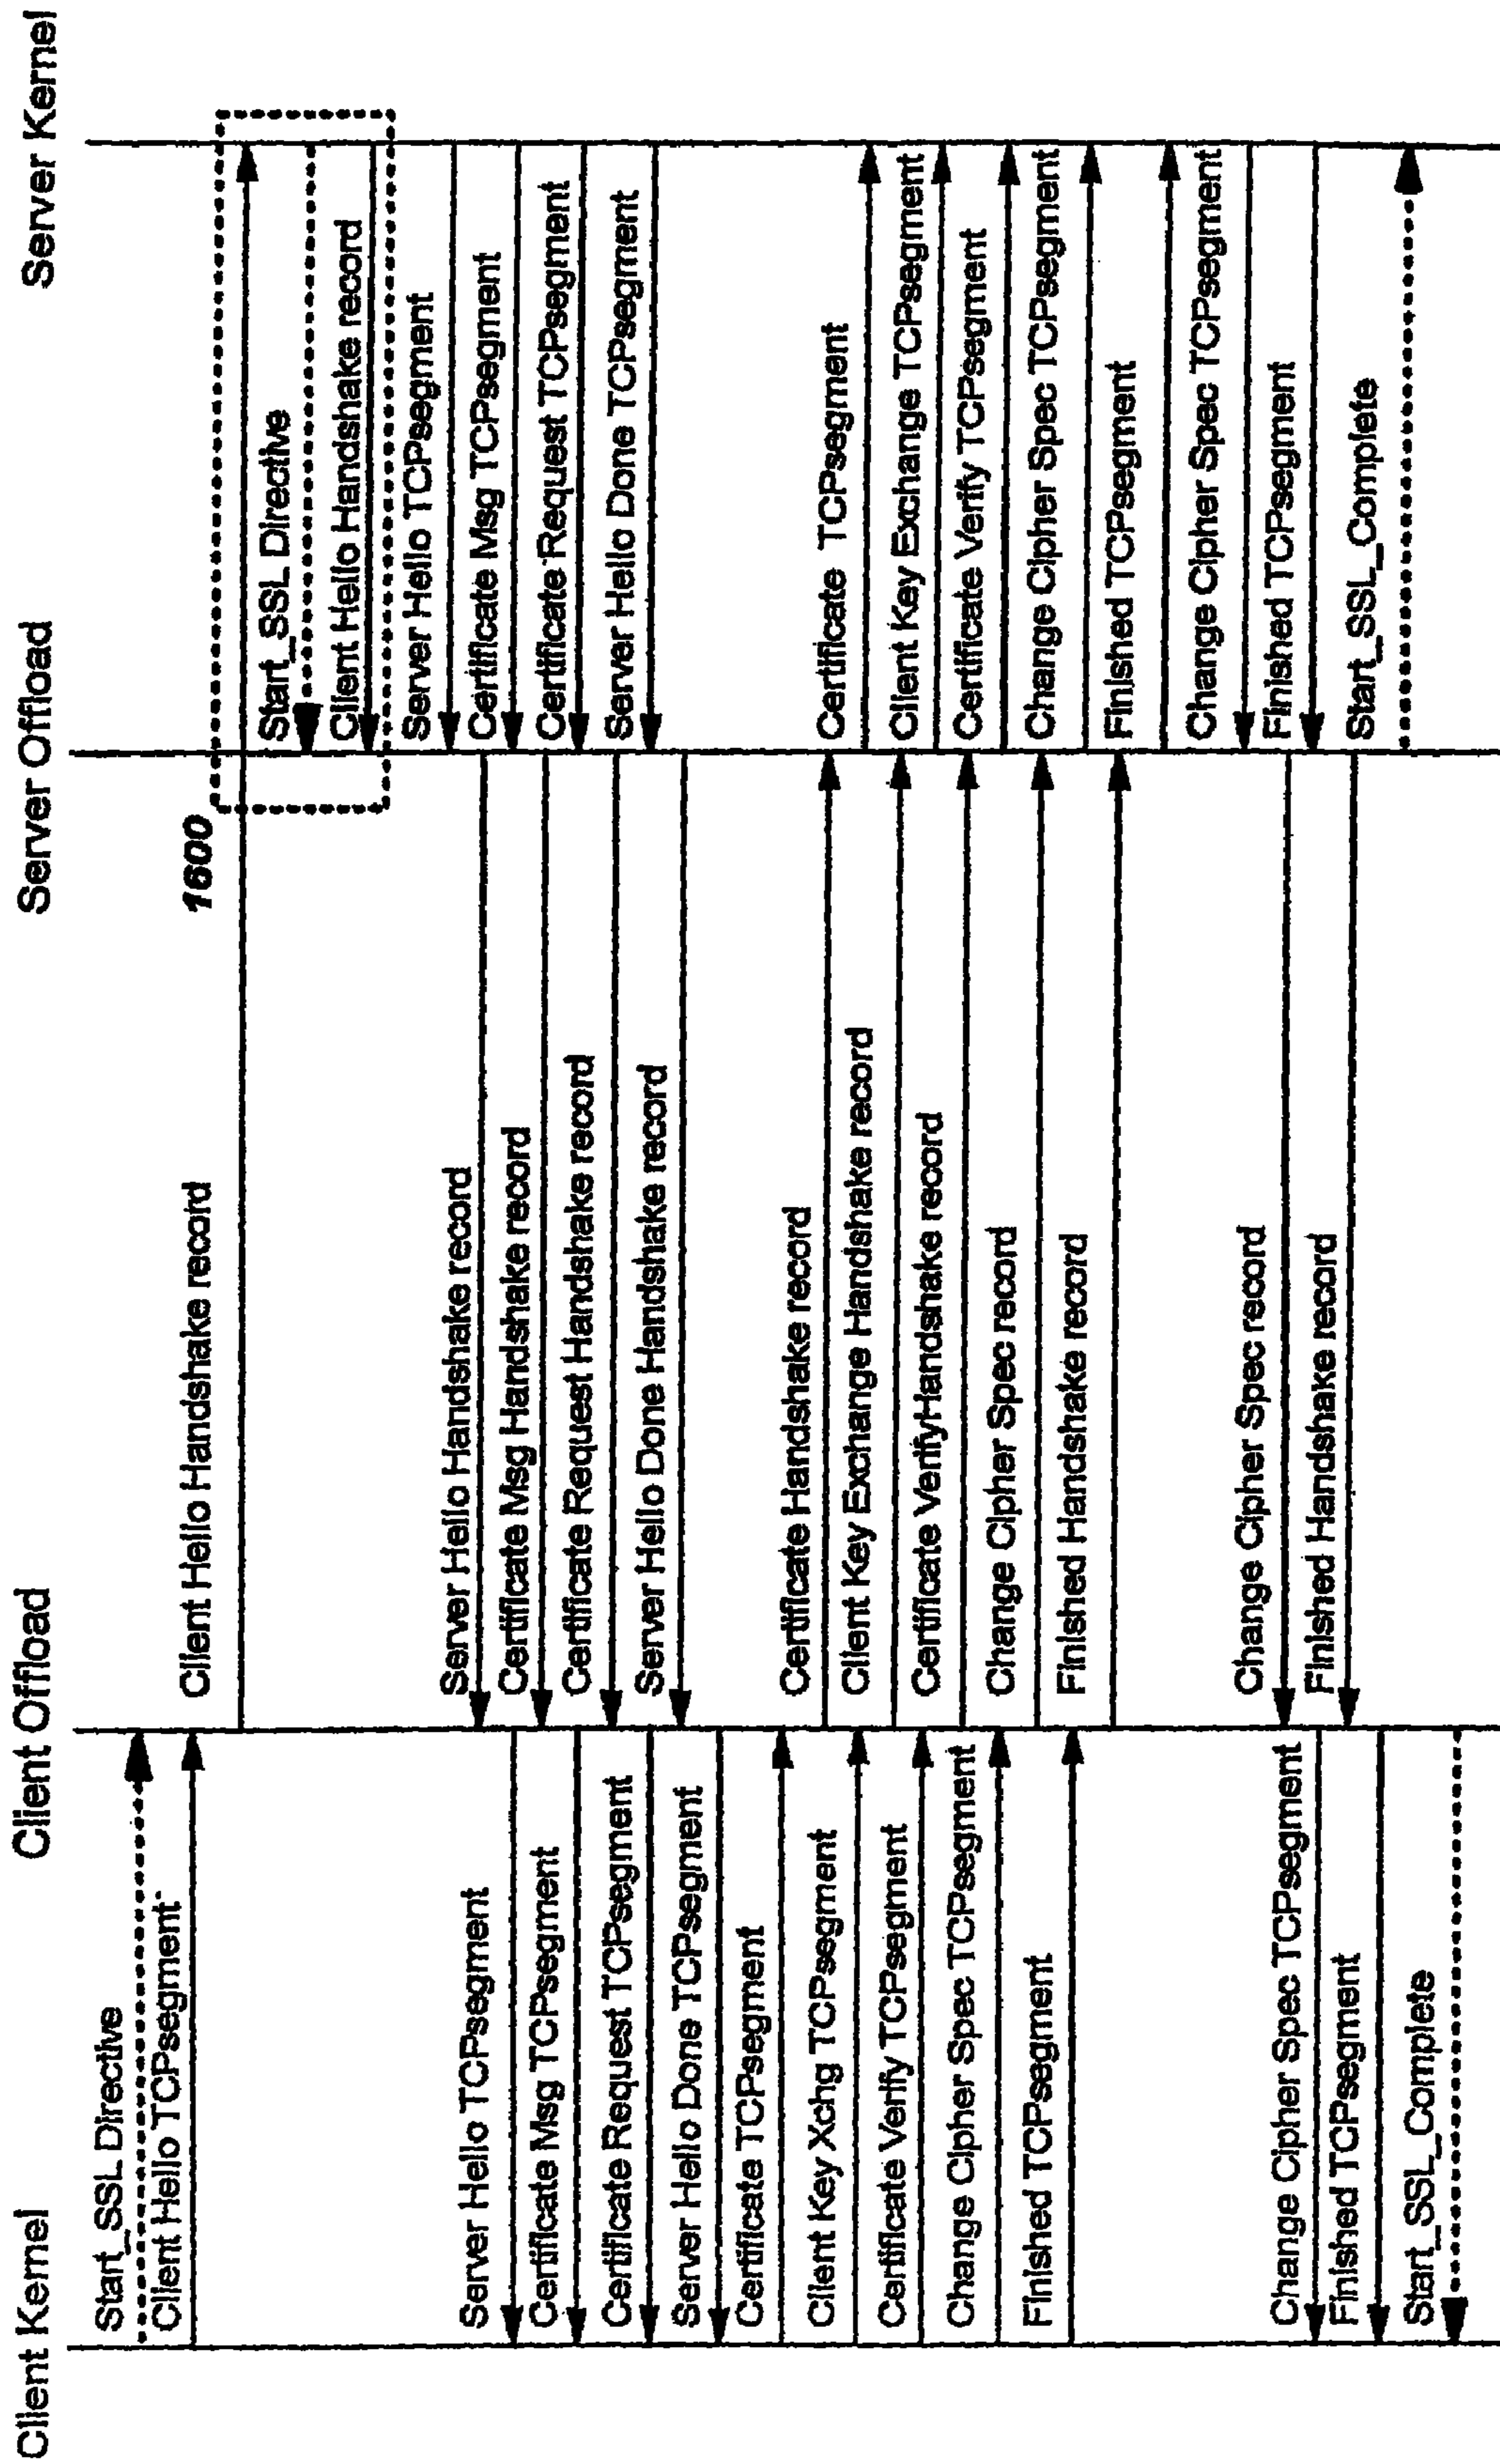 Client Kernel
Client Offload
Server Offload
Server Kernel
Start_SSL Directive
Client Hello TCPsegment
Client Hello Handshake record
1600
Start_SSL Directive
Client Hello Handshake record
Server Hello TCPsegment
Certificate Msg TCPsegment
Certificate Request TCPsegment
Server Hello Done TCPsegment
Server Hello Handshake record
Certificate Msg Handshake record
Certificate Request Handshake record
Server Hello Done Handshake record
Server Hello TCPsegment
Certificate Msg TCPsegment
Certificate Request TCPsegment
Server Hello Done TCPsegment
Certificate TCPsegment
Client Key Xchg TCPsegment
Certificate Verify TCPsegment
Change Cipher Spec TCPsegment
Finished TCPsegment
Certificate Handshake record
Client Key Exchange Handshake record
Certificate VerifyHandshake record
Change Cipher Spec record
Finished Handshake record
Certificate TCPsegment
Client Key Exchange TCPsegment
Certificate Verify TCPsegment
Change Cipher Spec TCPsegment
Finished TCPsegment
Change Cipher Spec TCPsegment
Finished TCPsegment
Start_SSL_Complete
Change Cipher Spec record
Finished Handshake record
Change Cipher Spec TCPsegment
Finished TCPsegment
Start_SSL_Complete